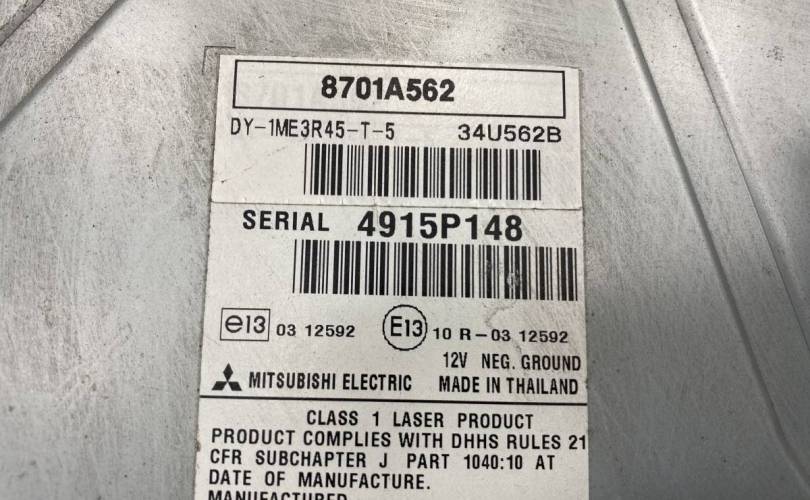 8701A562
DY-1ME3R45-T-5 34U562B
SERIAL 4915P148
e13 03 12592 E13 10 R-03 12592
12V NEG. GROUND
MITSUBISHI ELECTRIC MADE IN THAILAND
CLASS 1 LASER PRODUCT
PRODUCT COMPLIES WITH DHHS RULES 21
CFR SUBCHAPTER J PART 1040:10 AT
DATE OF MANUFACTURE.
MANUFACTURED